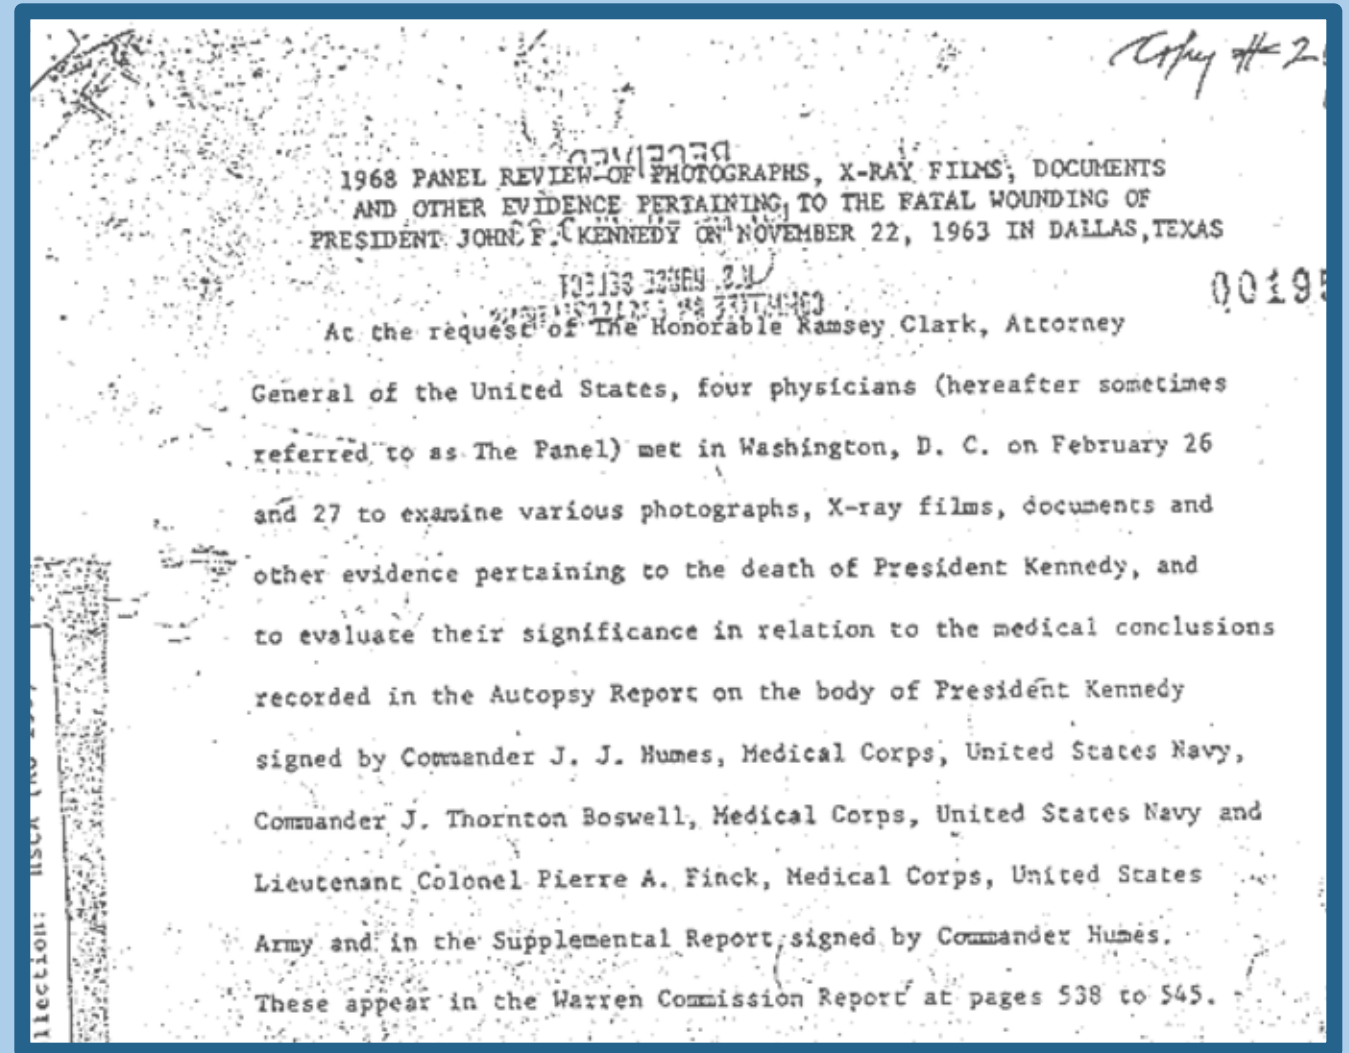 Copy # 2
1968 PANEL REVIEW OF PHOTOGRAPHS, X-RAY FILMS, DOCUMENTS
AND OTHER EVIDENCE PERTAINING TO THE FATAL WOUNDING OF
PRESIDENT JOHN F. KENNEDY ON NOVEMBER 22, 1963 IN DALLAS,TEXAS
0019
At the request of The Honorable Ramsey Clark, Attorney
General of the United States, four physicians (hereafter sometimes
referred to as The Panel) met in Washington, D. C. on February 26
and 27 to examine various photographs, X-ray films, documents and
other evidence pertaining to the death of President Kennedy, and
to evaluate their significance in relation to the medical conclusions
recorded in the Autopsy Report on the body of President Kennedy
signed by Commander J. J. Humes, Medical Corps, United States Navy,
Commander J. Thornton Boswell, Medical Corps, United States Navy and
Lieutenant Colonel Pierre A. Finck, Medical Corps, United States
Army and in the Supplemental Report signed by Commander Humes.
These appear in the Warren Commission Report at pages 538 to 545.
llection: HSCA